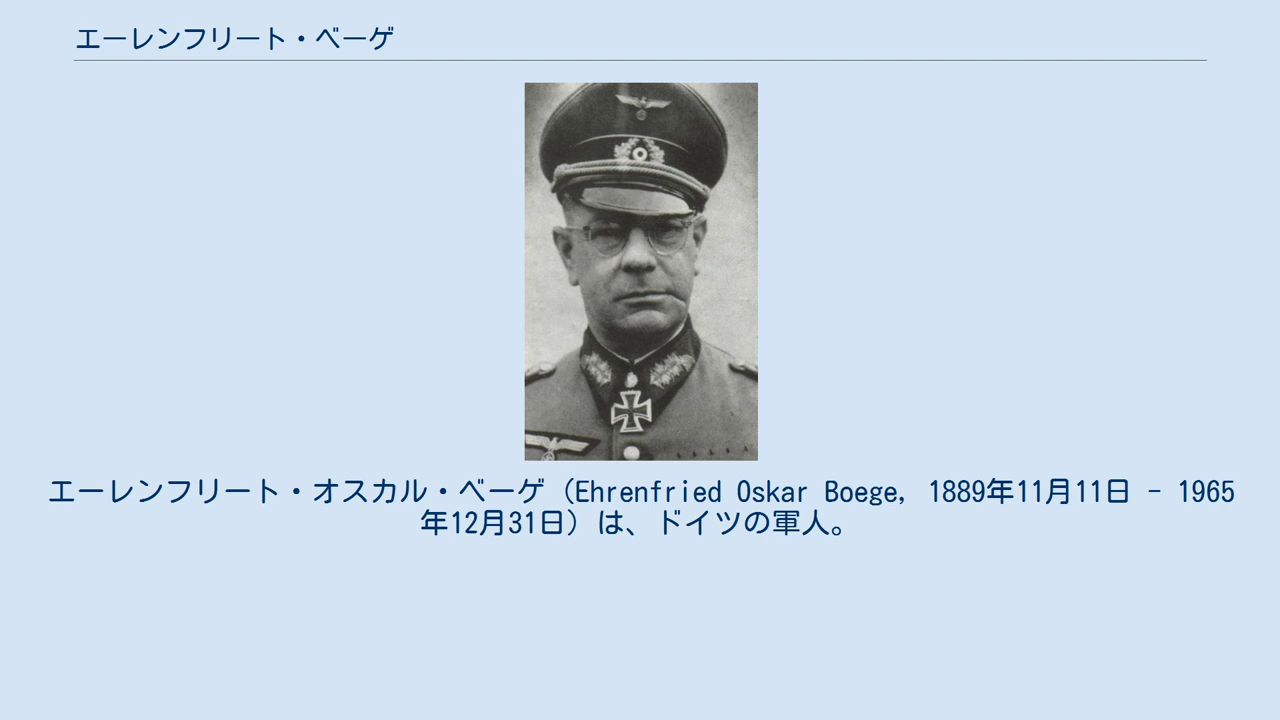 エーレンフリート・ベーゲ
エーレンフリート・オスカル・ベーゲ（Ehrenfried Oskar Boege, 1889年11月11日 - 1965
年12月31日）は、ドイツの軍人。